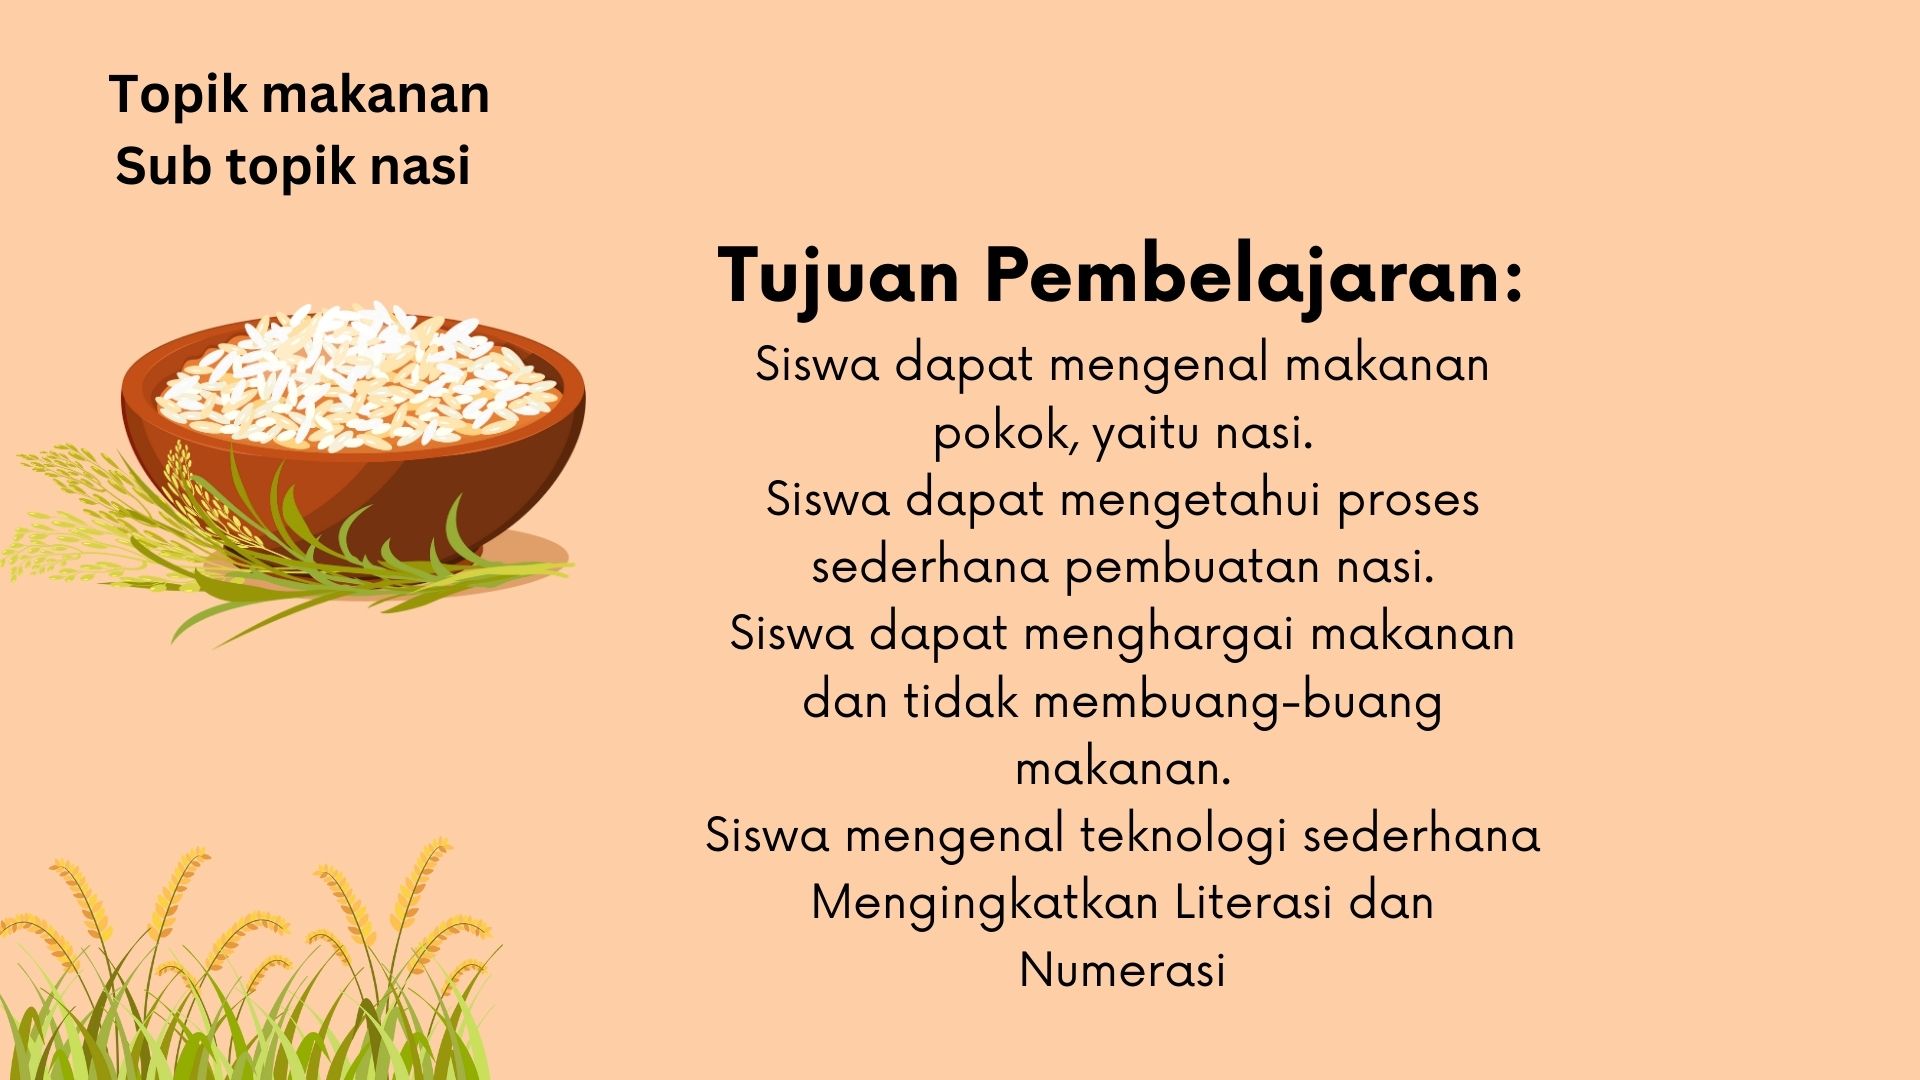 Topik makanan
Sub topik nasi
Tujuan Pembelajaran:
Siswa dapat mengenal makanan
pokok, yaitu nasi.
Siswa dapat mengetahui proses
sederhana pembuatan nasi.
Siswa dapat menghargai makanan
dan tidak membuang-buang
makanan.
Siswa mengenal teknologi sederhana
Mengingkatkan Literasi dan
Numerasi